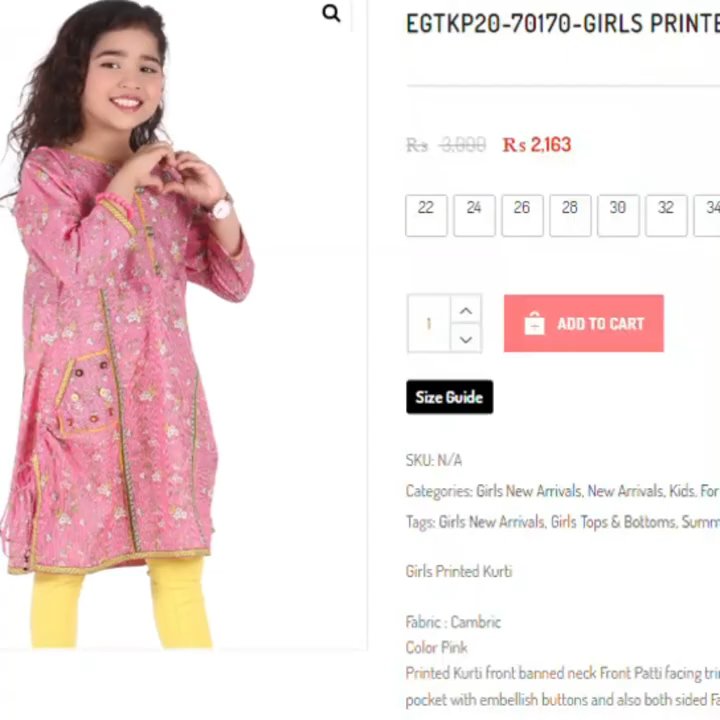 EGTKP20-70170-GIRLS PRINTE
Rs 3,090 Rs 2,163
22 24 26 28 30 32 34
1 ADD TO CART
Size Guide
SKU: N/A
Categories: Girls New Arrivals, New Arrivals, Kids, For
Tags: Girls New Arrivals, Girls Tops & Bottoms, Summ
Girls Printed Kurti
Fabric : Cambric
Color Pink
Printed Kurti front banned neck Front Patti facing tri
pocket with embellish buttons and also both sided Fa